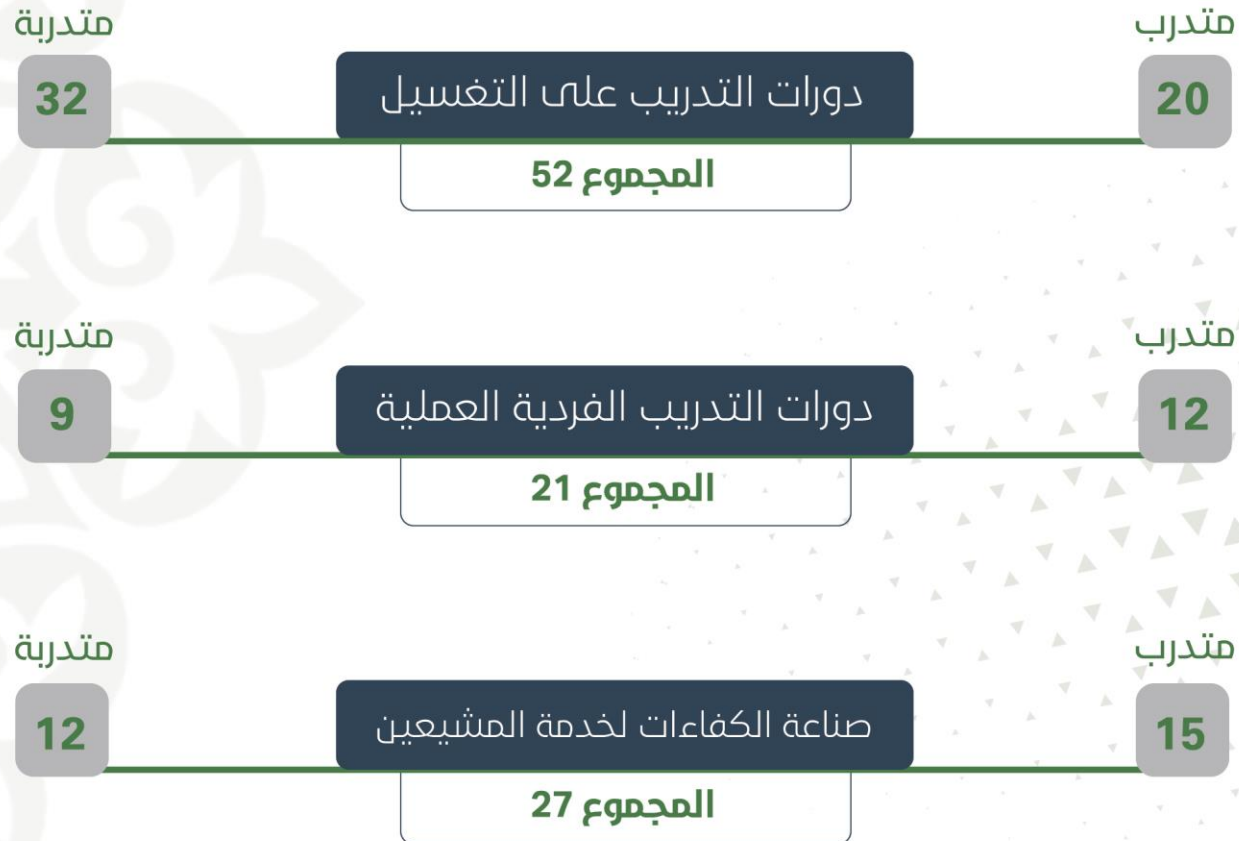 متدرب
متدربة
20
دورات التدريب على التغسيل
32
المجموع 52
متدرب
متدربة
12
دورات التدريب الفردية العملية
9
المجموع 21
متدرب
متدربة
15
صناعة الكفاءات لخدمة المشيعين
12
المجموع 27